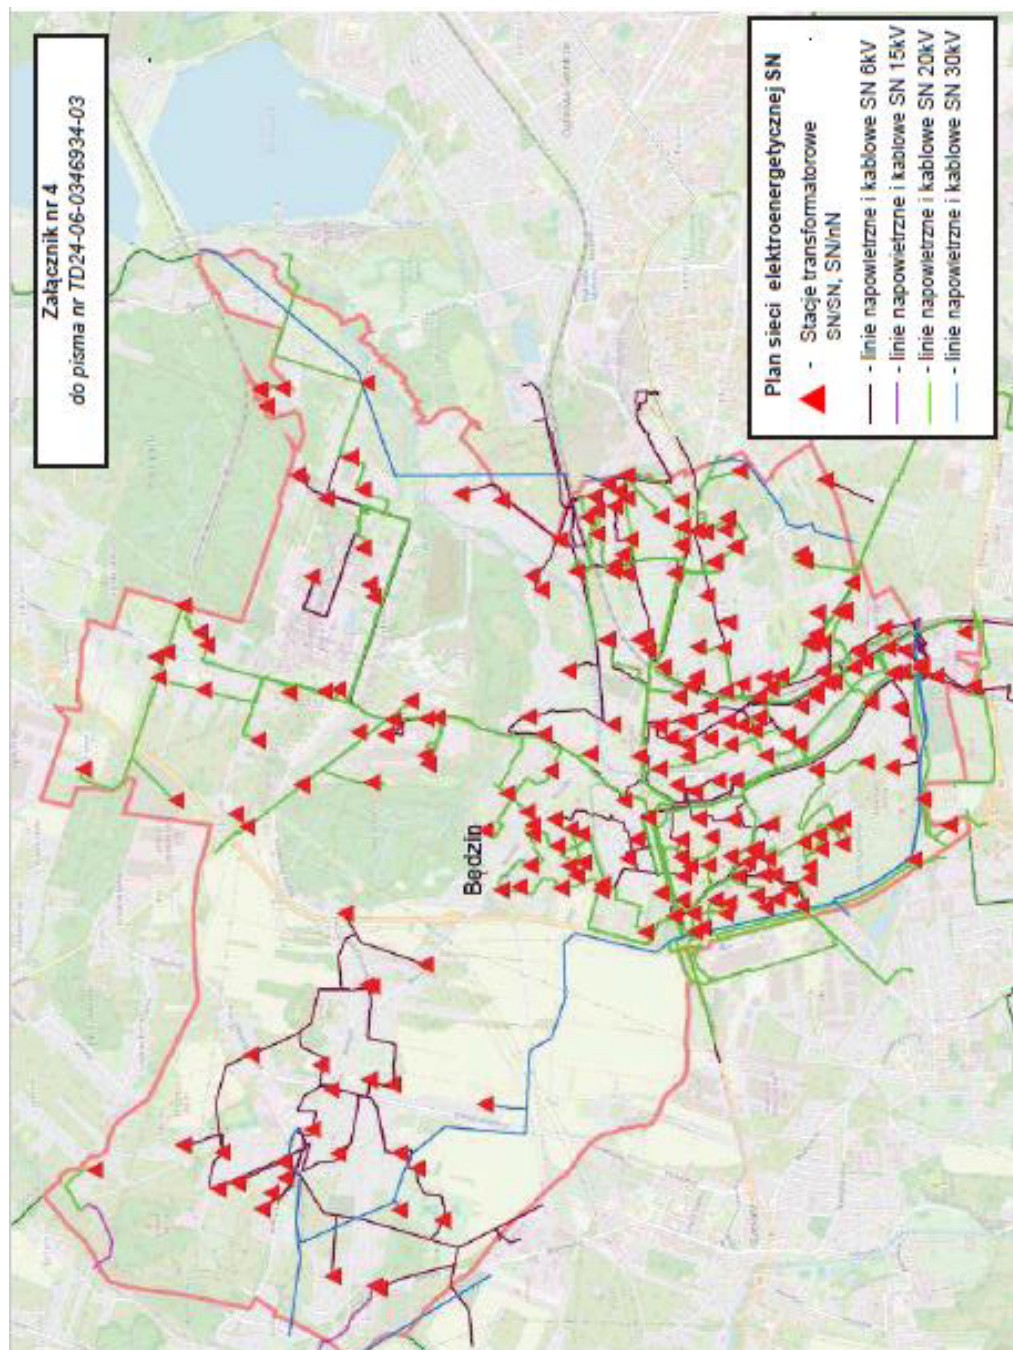 Załącznik nr 4
do pisma nr TD24-06-0346934-03
Plan sieci elektroenergetycznej SN
- Stacje transformatorowe
SN/SN, SN/nN
- linie napowietrzne i kablowe SN 6kV
- linie napowietrzne i kablowe SN 15kV
- linie napowietrzne i kablowe SN 20kV
- linie napowietrzne i kablowe SN 30kV
Będzin